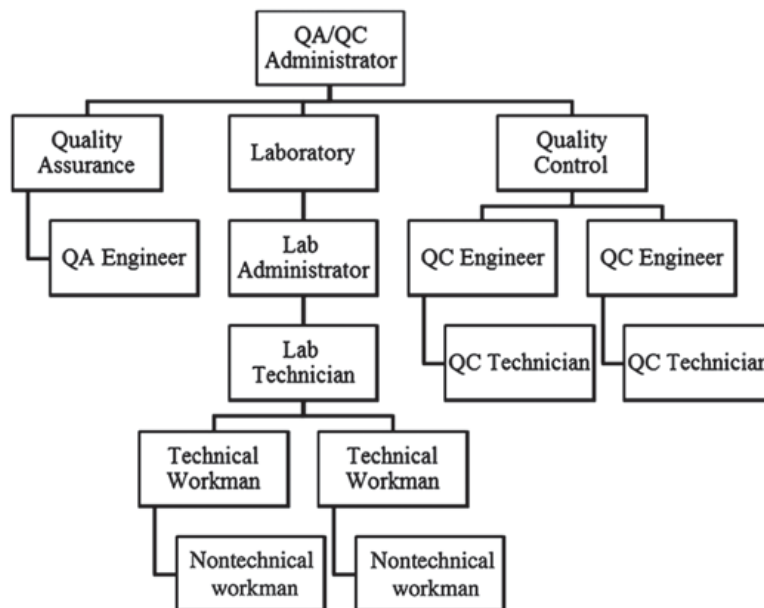 QA/QC
Administrator
Quality
Assurance
Laboratory
Quality
Control
QA Engineer
Lab
Administrator
QC Engineer
QC Engineer
Lab
Technician
QC Technician
QC Technician
Technical
Workman
Technical
Workman
Nontechnical
workman
Nontechnical
workman